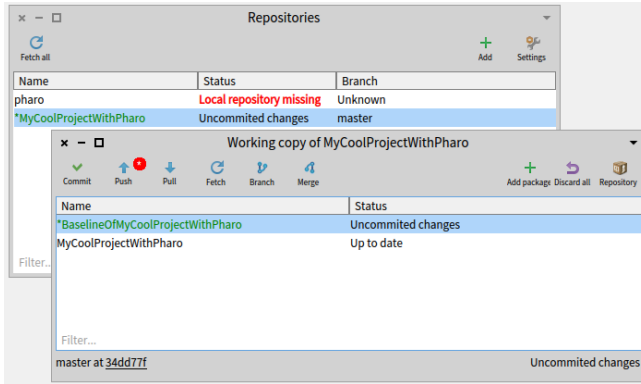 Repositories
Fetch all
Add Settings
Name Status Branch
pharo Local repository missing Unknown
*MyCoolProjectWithPharo Uncommited changes master
Filter...
Working copy of MyCoolProjectWithPharo
Commit Push * Pull Fetch Branch Merge Add package Discard all Repository
Name Status
*BaselineOfMyCoolProjectWithPharo Uncommited changes
MyCoolProjectWithPharo Up to date
Filter...
master at 34dd77f Uncommited changes